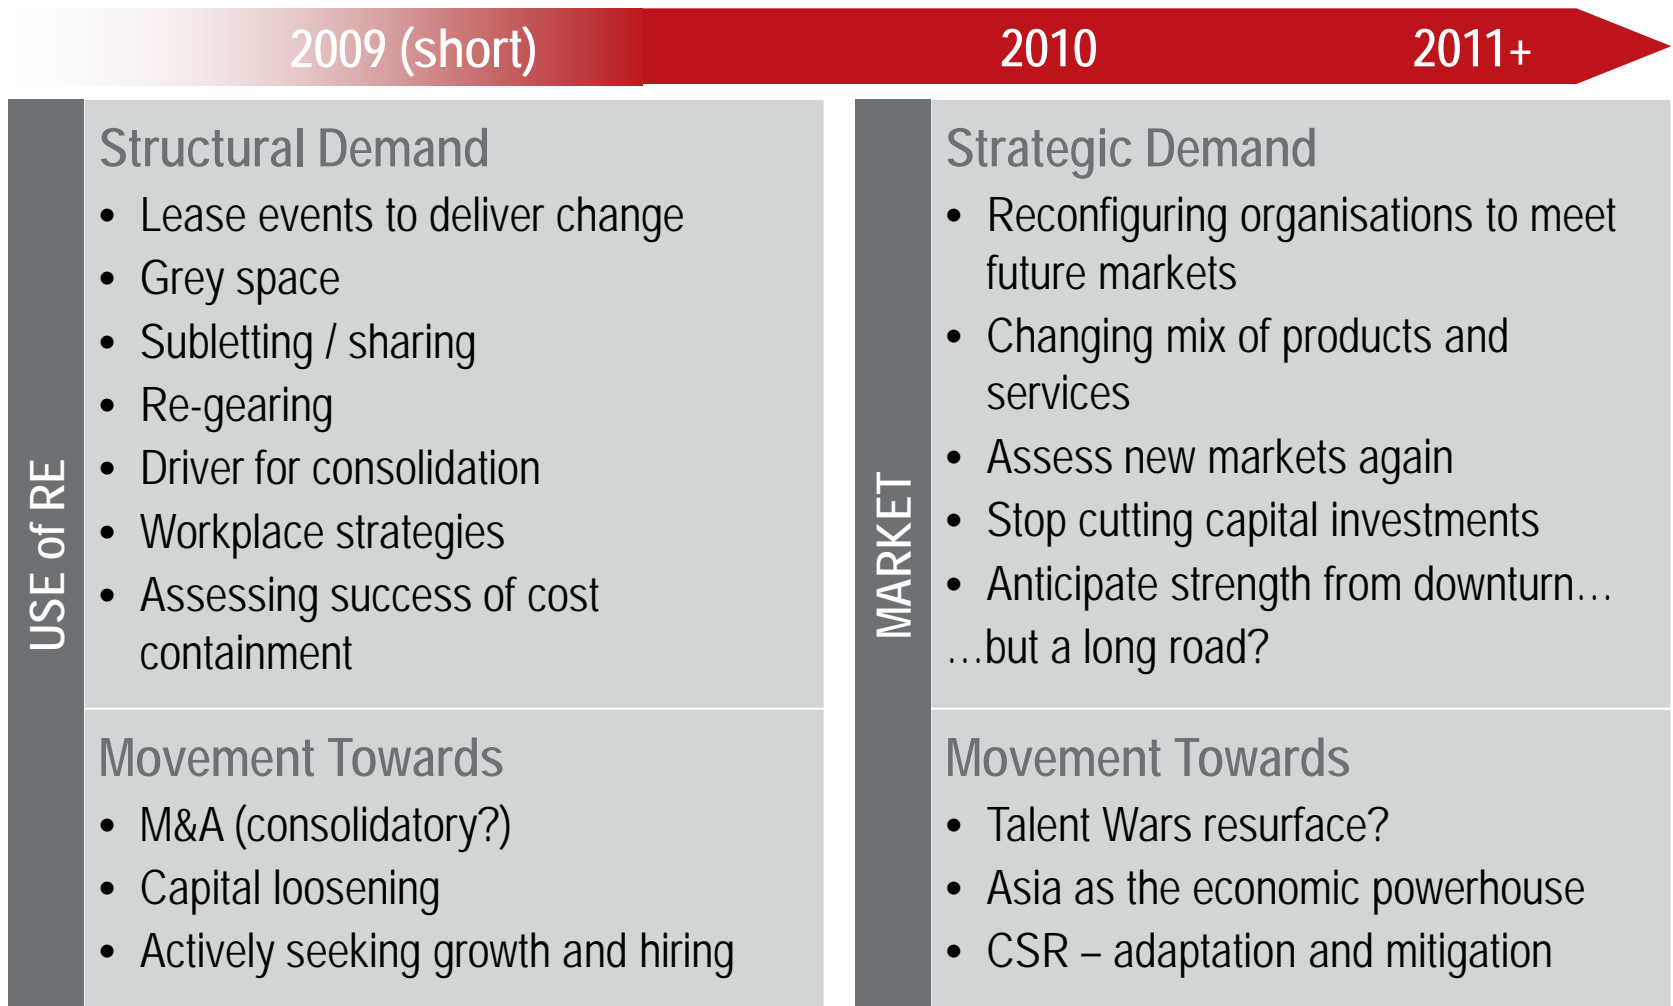 2009 (short) 2010 2011+
USE of RE
Structural Demand
• Lease events to deliver change
• Grey space
• Subletting / sharing
• Re-gearing
• Driver for consolidation
• Workplace strategies
• Assessing success of cost
containment
Movement Towards
• M&A (consolidatory?)
• Capital loosening
• Actively seeking growth and hiring
MARKET
Strategic Demand
• Reconfiguring organisations to meet
future markets
• Changing mix of products and
services
• Assess new markets again
• Stop cutting capital investments
• Anticipate strength from downturn…
…but a long road?
Movement Towards
• Talent Wars resurface?
• Asia as the economic powerhouse
• CSR – adaptation and mitigation